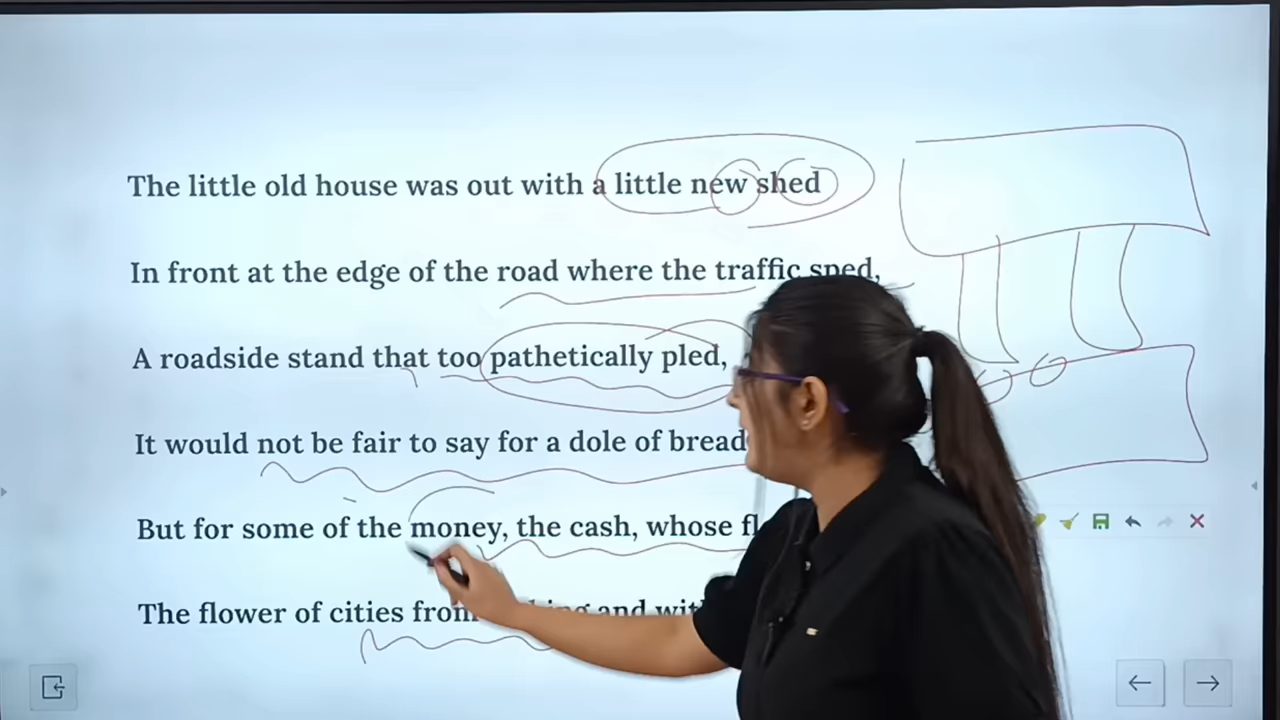 The little old house was out with a little new shed
In front at the edge of the road where the traffic sped,
A roadside stand that too pathetically pled,
It would not be fair to say for a dole of bread
But for some of the money, the cash, whose
The flower of cities from and